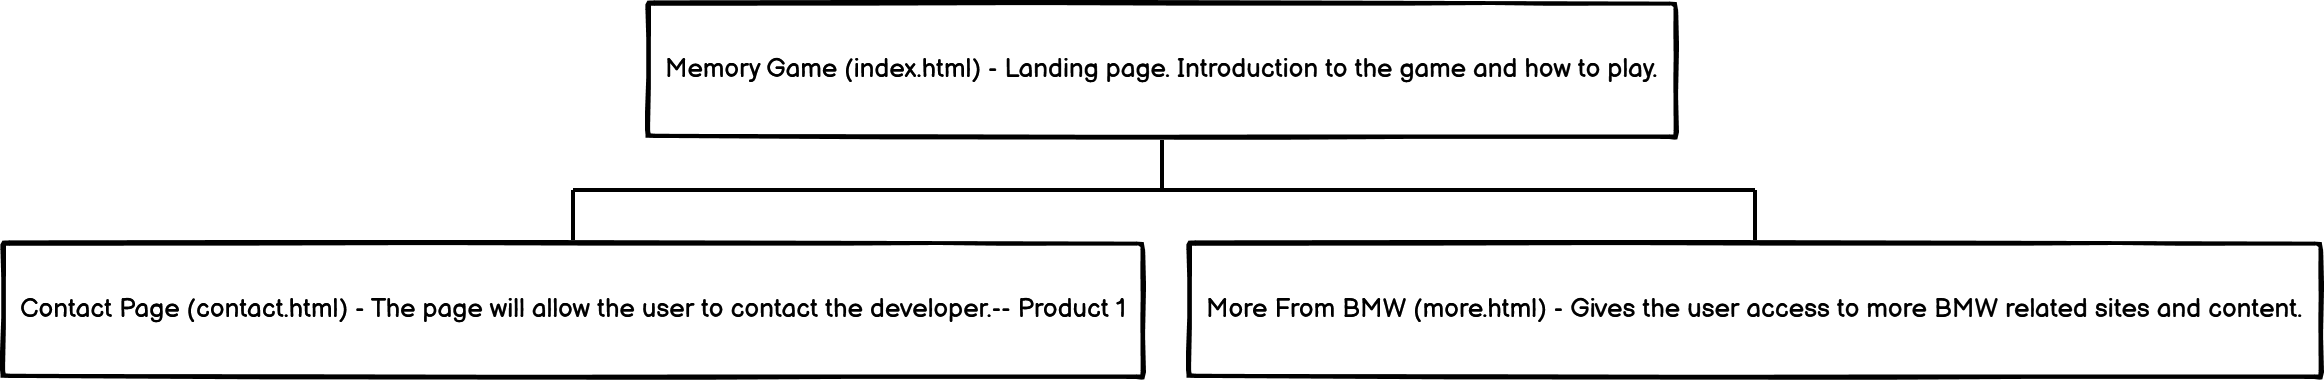 Memory Game (index.html) - Landing page. Introduction to the game and how to play.
Contact Page (contact.html) - The page will allow the user to contact the developer.-- Product 1
More From BMW (more.html) - Gives the user access to more BMW related sites and content.